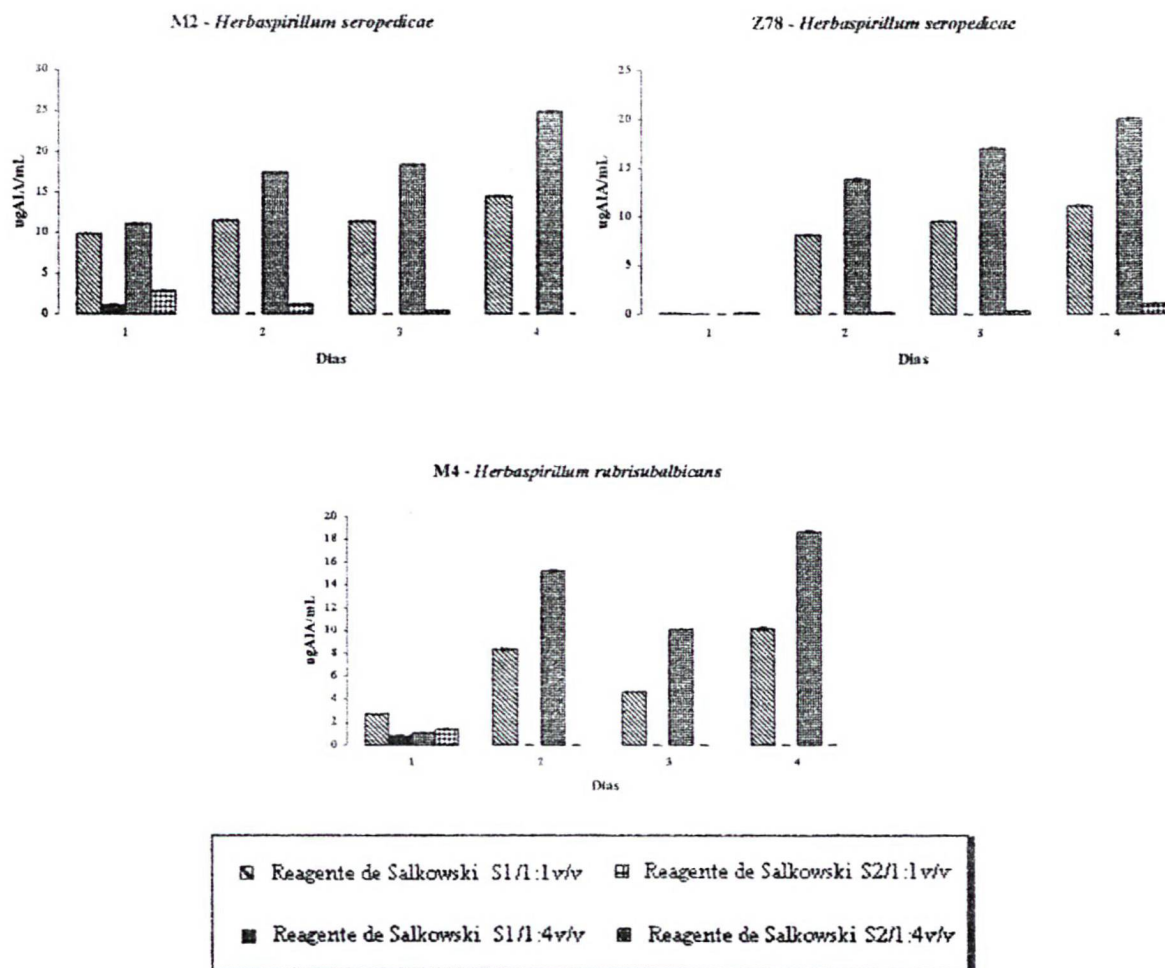 M2 - Herbaspirillum seropedicae
30
25
20
15
10
5
0
ugAIA/mL
1 2 3 4
Dias
Z78 - Herbaspirillum seropedicae
25
20
15
10
5
0
ugAIA/mL
1 2 3 4
Dias
M4 - Herbaspirillum rubrisubalbicans
20
18
16
14
12
10
8
6
4
2
0
ugAIA/mL
1 2 3 4
Dias
Reagente de Salkowski S1/1:1v/v
Reagente de Salkowski S2/1:1v/v
Reagente de Salkowski S1/1:4v/v
Reagente de Salkowski S2/1:4v/v